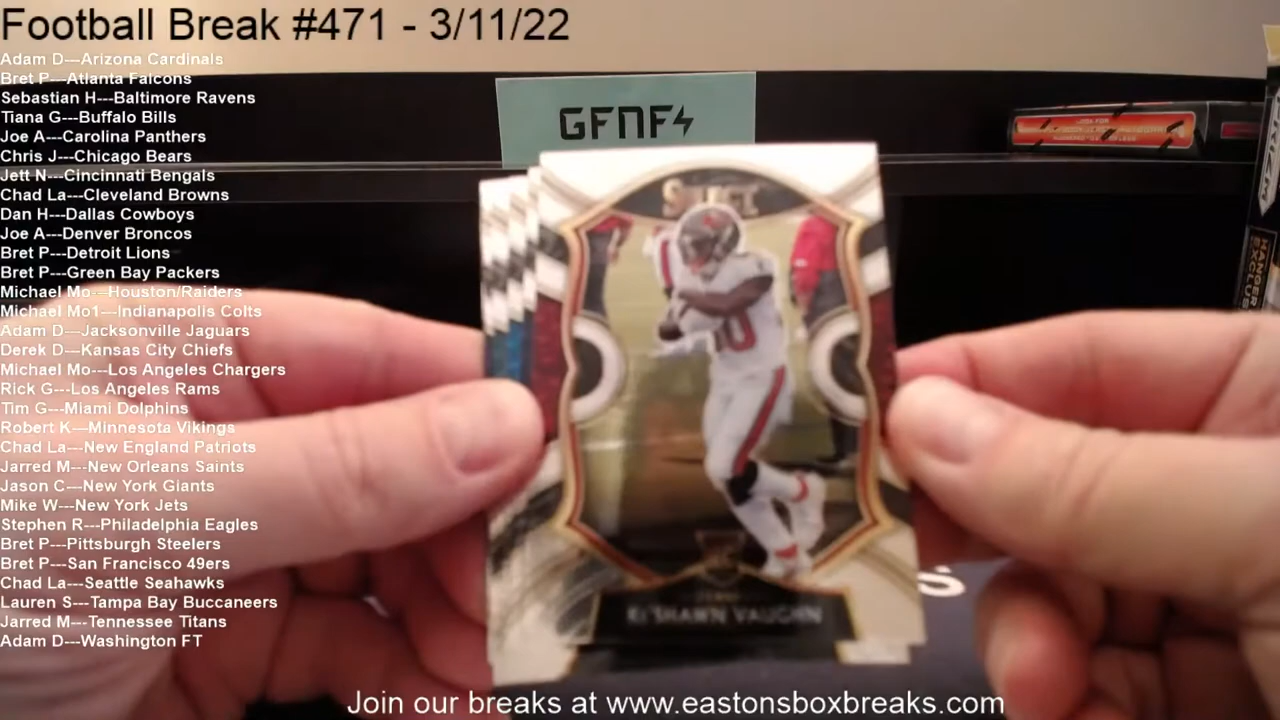 Football Break #471 - 3/11/22
Adam D---Arizona Cardinals
Bret P---Atlanta Falcons
Sebastian H---Baltimore Ravens
Tiana G---Buffalo Bills
Joe A---Carolina Panthers
Chris J---Chicago Bears
Jett N---Cincinnati Bengals
Chad La---Cleveland Browns
Dan H---Dallas Cowboys
Joe A---Denver Broncos
Bret P---Detroit Lions
Bret P---Green Bay Packers
Michael Mo---Houston/Raiders
Michael Mo1---Indianapolis Colts
Adam D---Jacksonville Jaguars
Derek D---Kansas City Chiefs
Michael Mo---Los Angeles Chargers
Rick G---Los Angeles Rams
Tim G---Miami Dolphins
Robert K---Minnesota Vikings
Chad La---New England Patriots
Jarred M---New Orleans Saints
Jason C---New York Giants
Mike W---New York Jets
Stephen R---Philadelphia Eagles
Bret P---Pittsburgh Steelers
Bret P---San Francisco 49ers
Chad La---Seattle Seahawks
Lauren S---Tampa Bay Buccaneers
Jarred M---Tennessee Titans
Adam D---Washington FT
GFNF
SELECT
KE'SHAWN VAUGHN
HANGER
EXCLUS
Join our breaks at www.eastonsboxbreaks.com